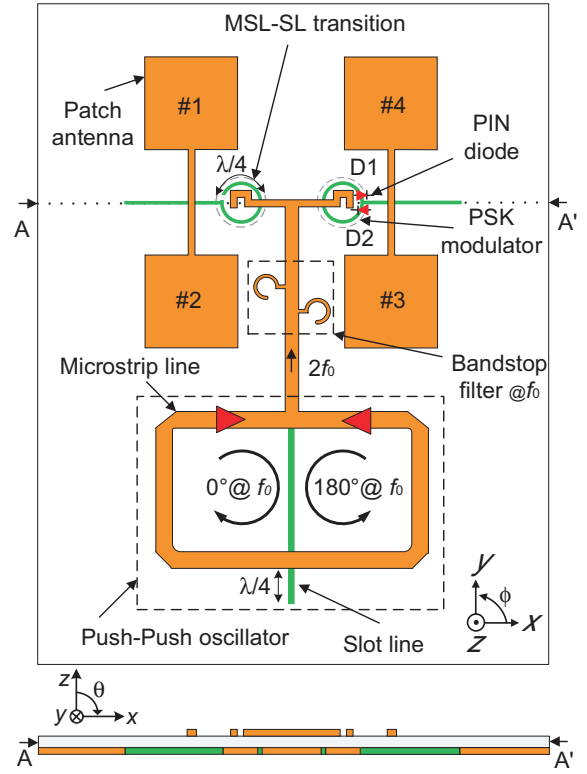 MSL-SL transition
Patch
antenna
#1
#4
PIN
diode
λ/4
D1
A
A'
D2
PSK
modulator
#2
#3
Bandstop
filter @f₀
2f₀
Microstrip line
0°@ f₀
180°@ f₀
λ/4
Push-Push oscillator
Slot line
y
ϕ
x
z
z
θ
y
x
A
A'